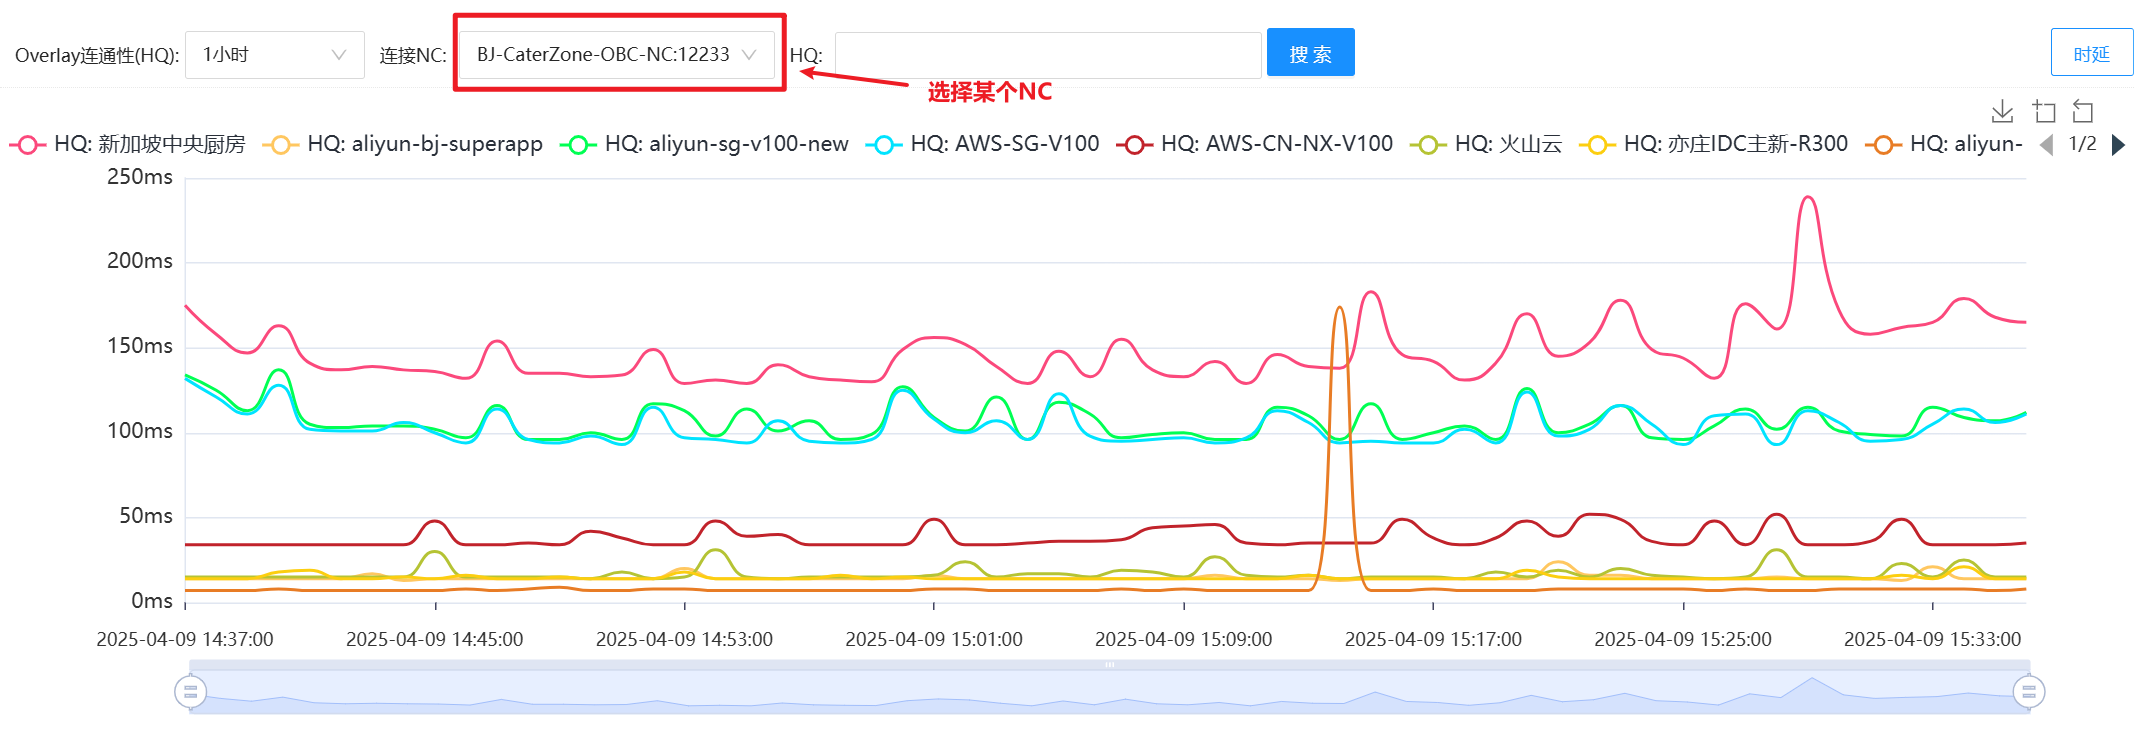 Overlay连通性(HQ): 1小时 连接NC: BJ-CaterZone-OBC-NC:12233 HQ: 搜 索 时延
选择某个NC
HQ: 新加坡中央厨房 HQ: aliyun-bj-superapp HQ: aliyun-sg-v100-new HQ: AWS-SG-V100 HQ: AWS-CN-NX-V100 HQ: 火山云 HQ: 亦庄IDC主新-R300 HQ: aliyun- 1/2
250ms
200ms
150ms
100ms
50ms
0ms
2025-04-09 14:37:00 2025-04-09 14:45:00 2025-04-09 14:53:00 2025-04-09 15:01:00 2025-04-09 15:09:00 2025-04-09 15:17:00 2025-04-09 15:25:00 2025-04-09 15:33:00